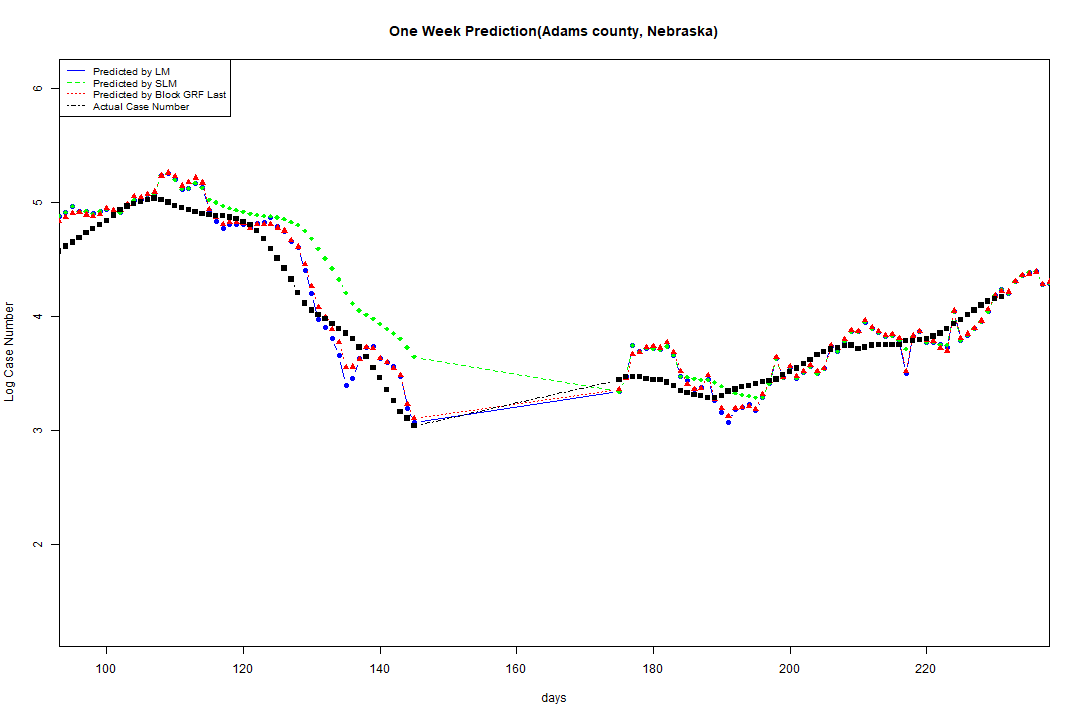 One Week Prediction(Adams county, Nebraska)
Predicted by LM
Predicted by SLM
Predicted by Block GRF Last
Actual Case Number
6
5
4
3
2
Log Case Number
100 120 140 160 180 200 220
days